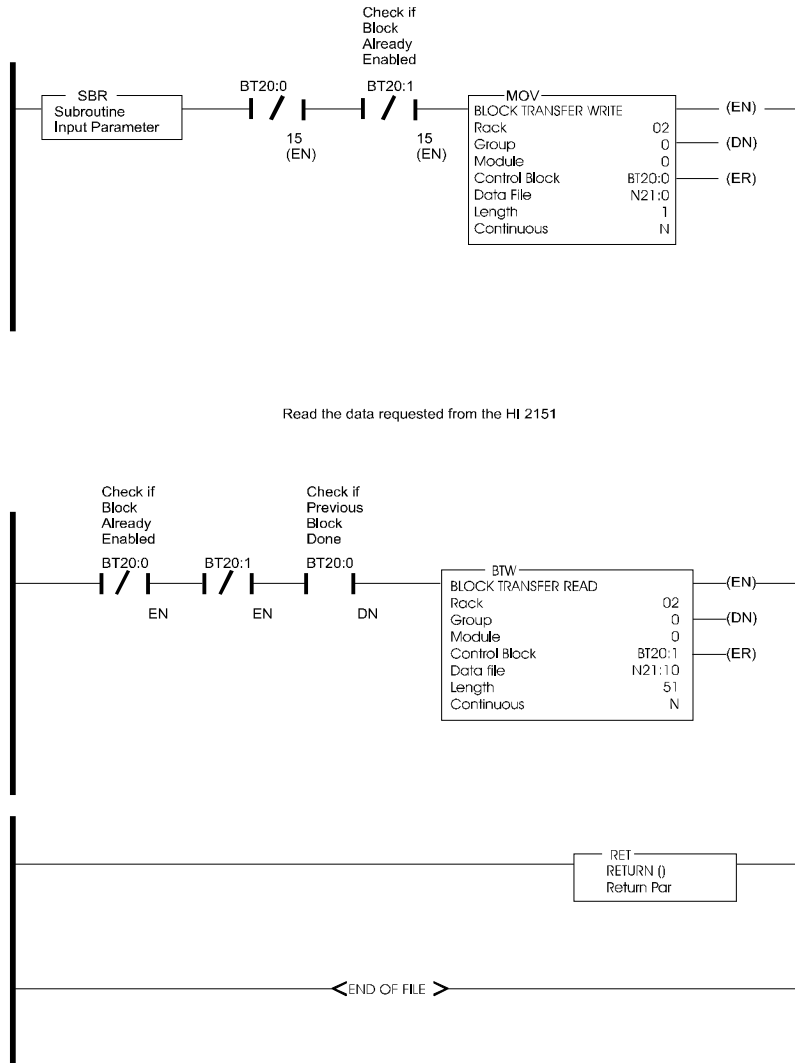 Check if
Block
Already
Enabled
BT20:0
BT20:1
SBR
Subroutine
Input Parameter
15
(EN)
15
(EN)
MOV
BLOCK TRANSFER WRITE
Rack 02
Group 0
Module 0
Control Block BT20:0
Data File N21:0
Length 1
Continuous N
(EN)
(DN)
(ER)
Read the data requested from the HI 2151
Check if
Block
Already
Enabled
Check if
Previous
Block
Done
BT20:0
BT20:1
BT20:0
EN
EN
DN
BTW
BLOCK TRANSFER READ
Rack 02
Group 0
Module 0
Control Block BT20:1
Data file N21:10
Length 51
Continuous N
(EN)
(DN)
(ER)
RET
RETURN ()
Return Par
<END OF FILE >